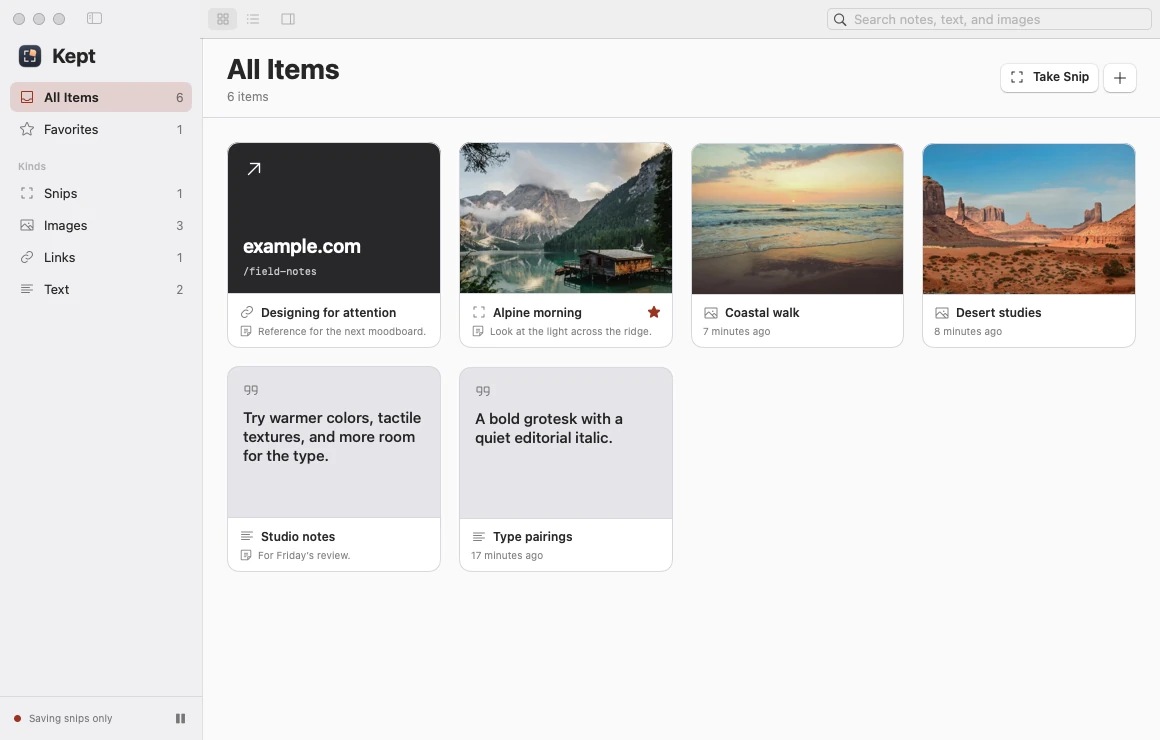 Search notes, text, and images
Kept
All Items 6
Favorites 1
Kinds
Snips 1
Images 3
Links 1
Text 2
Saving snips only
All Items
6 items
Take Snip
example.com
/field-notes
Designing for attention
Reference for the next moodboard.
Alpine morning
Look at the light across the ridge.
Coastal walk
7 minutes ago
Desert studies
8 minutes ago
Try warmer colors, tactile
textures, and more room
for the type.
Studio notes
For Friday's review.
A bold grotesk with a
quiet editorial italic.
Type pairings
17 minutes ago